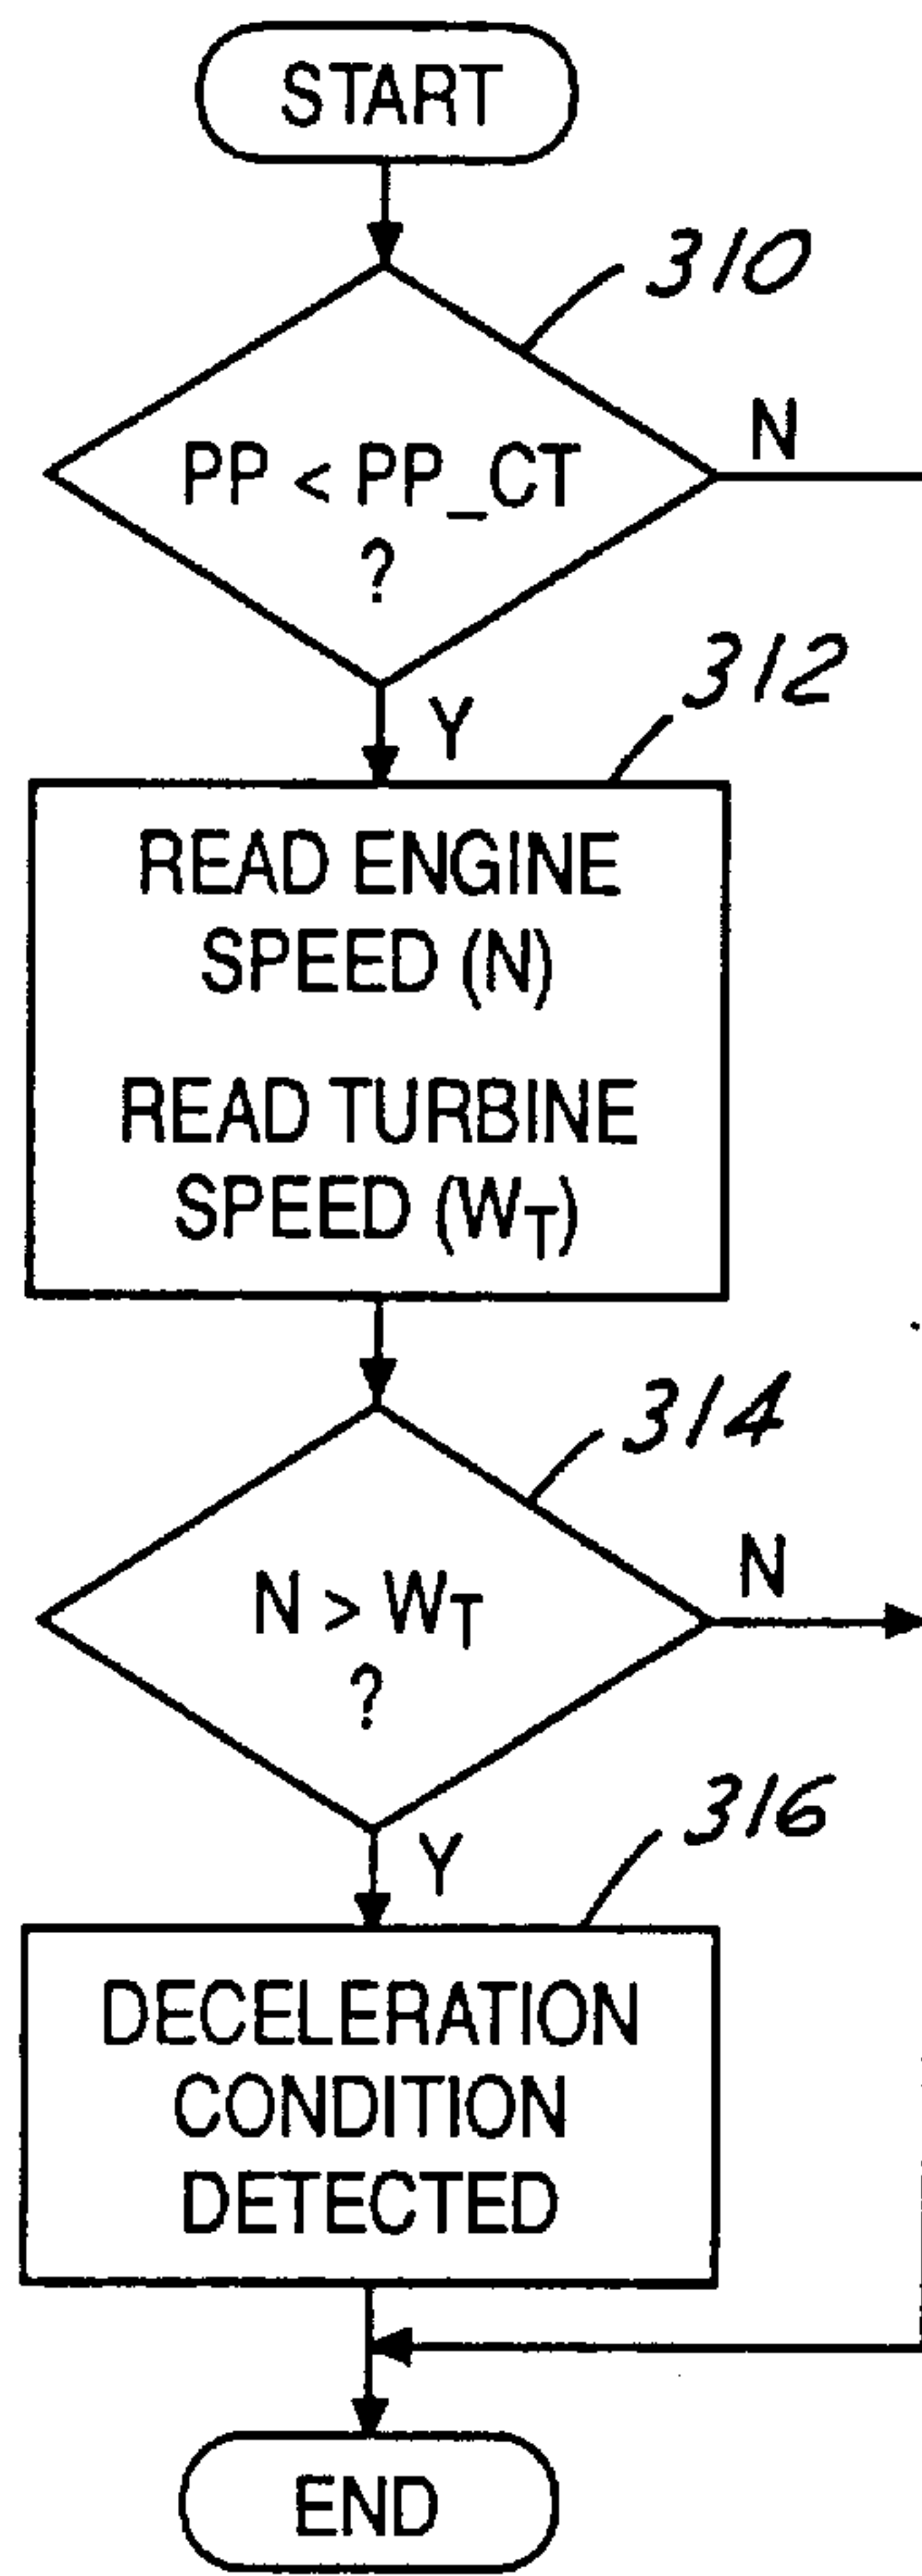 START
310
PP < PP_CT
?
N
Y
312
READ ENGINE
SPEED (N)
READ TURBINE
SPEED (WT)
314
N > WT
?
N
Y
316
DECELERATION
CONDITION
DETECTED
END